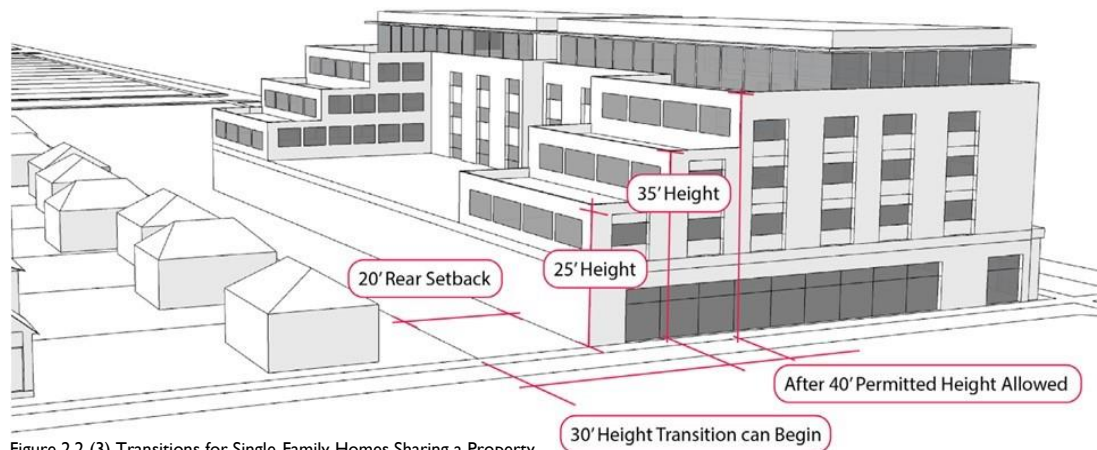 35' Height
25' Height
20' Rear Setback
After 40' Permitted Height Allowed
30' Height Transition can Begin
Figure 2.2 (3) Transitions for Single Family Homes Sharing a Property